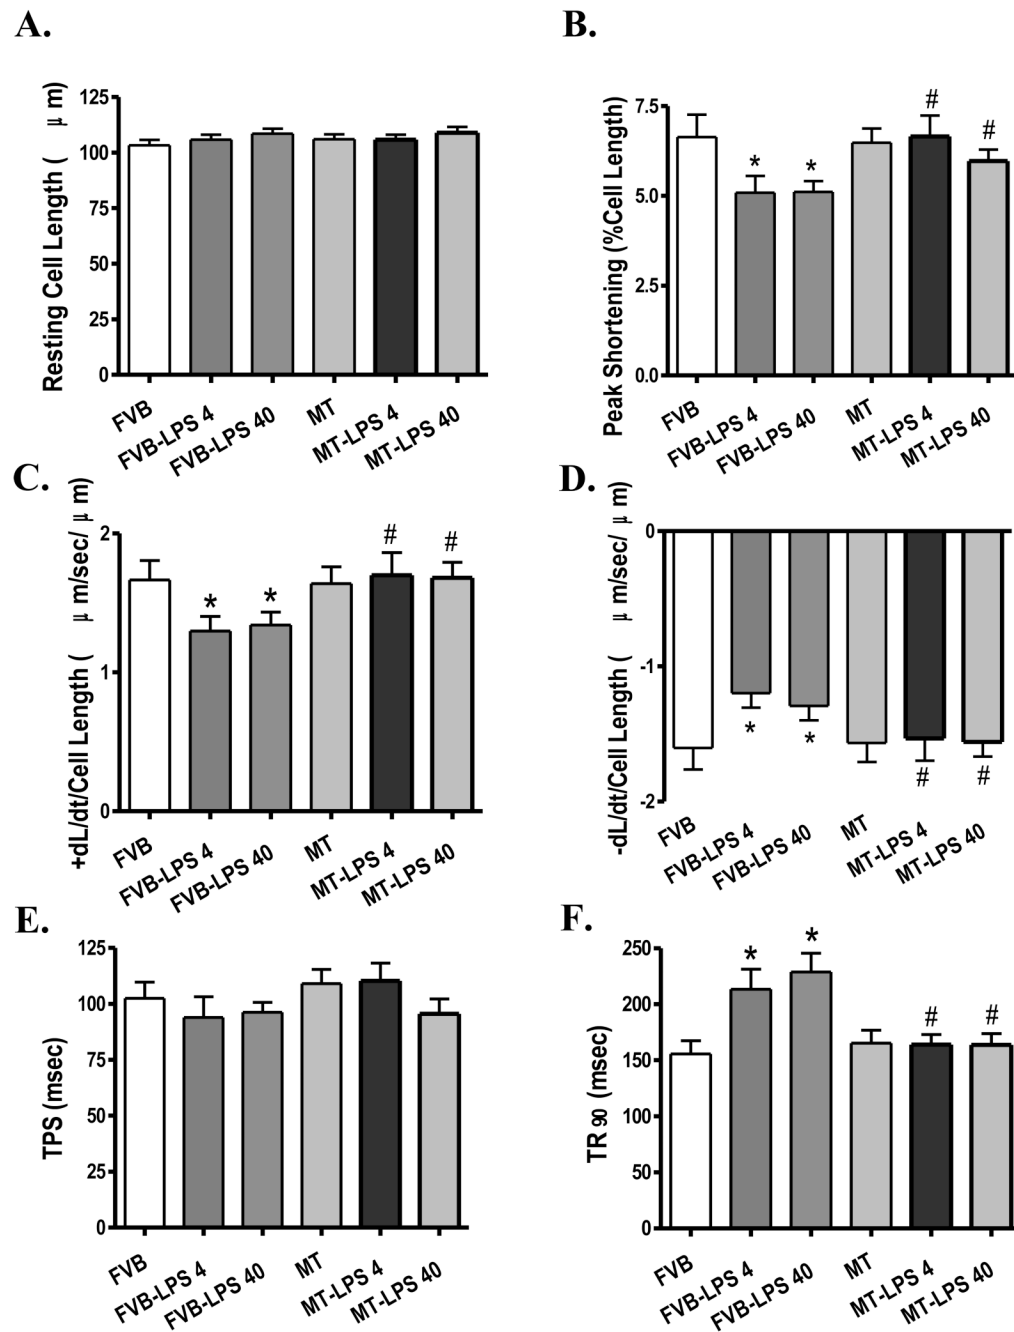 A.
Resting Cell Length ( μ m)
125
100
75
50
25
0
FVB
FVB-LPS 4
FVB-LPS 40
MT
MT-LPS 4
MT-LPS 40
B.
Peak Shortening (%Cell Length)
7.5
5.0
2.5
0.0
*
*
#
#
FVB
FVB-LPS 4
FVB-LPS 40
MT
MT-LPS 4
MT-LPS 40
C.
+dL/dt/Cell Length ( μ m/sec/ μ m)
2
1
0
*
*
#
#
FVB
FVB-LPS 4
FVB-LPS 40
MT
MT-LPS 4
MT-LPS 40
D.
-dL/dt/Cell Length ( μ m/sec/ μ m)
0
-1
-2
*
*
#
#
FVB
FVB-LPS 4
FVB-LPS 40
MT
MT-LPS 4
MT-LPS 40
E.
TPS (msec)
125
100
75
50
25
0
FVB
FVB-LPS 4
FVB-LPS 40
MT
MT-LPS 4
MT-LPS 40
F.
TR 90 (msec)
250
200
150
100
50
0
*
*
#
#
FVB
FVB-LPS 4
FVB-LPS 40
MT
MT-LPS 4
MT-LPS 40